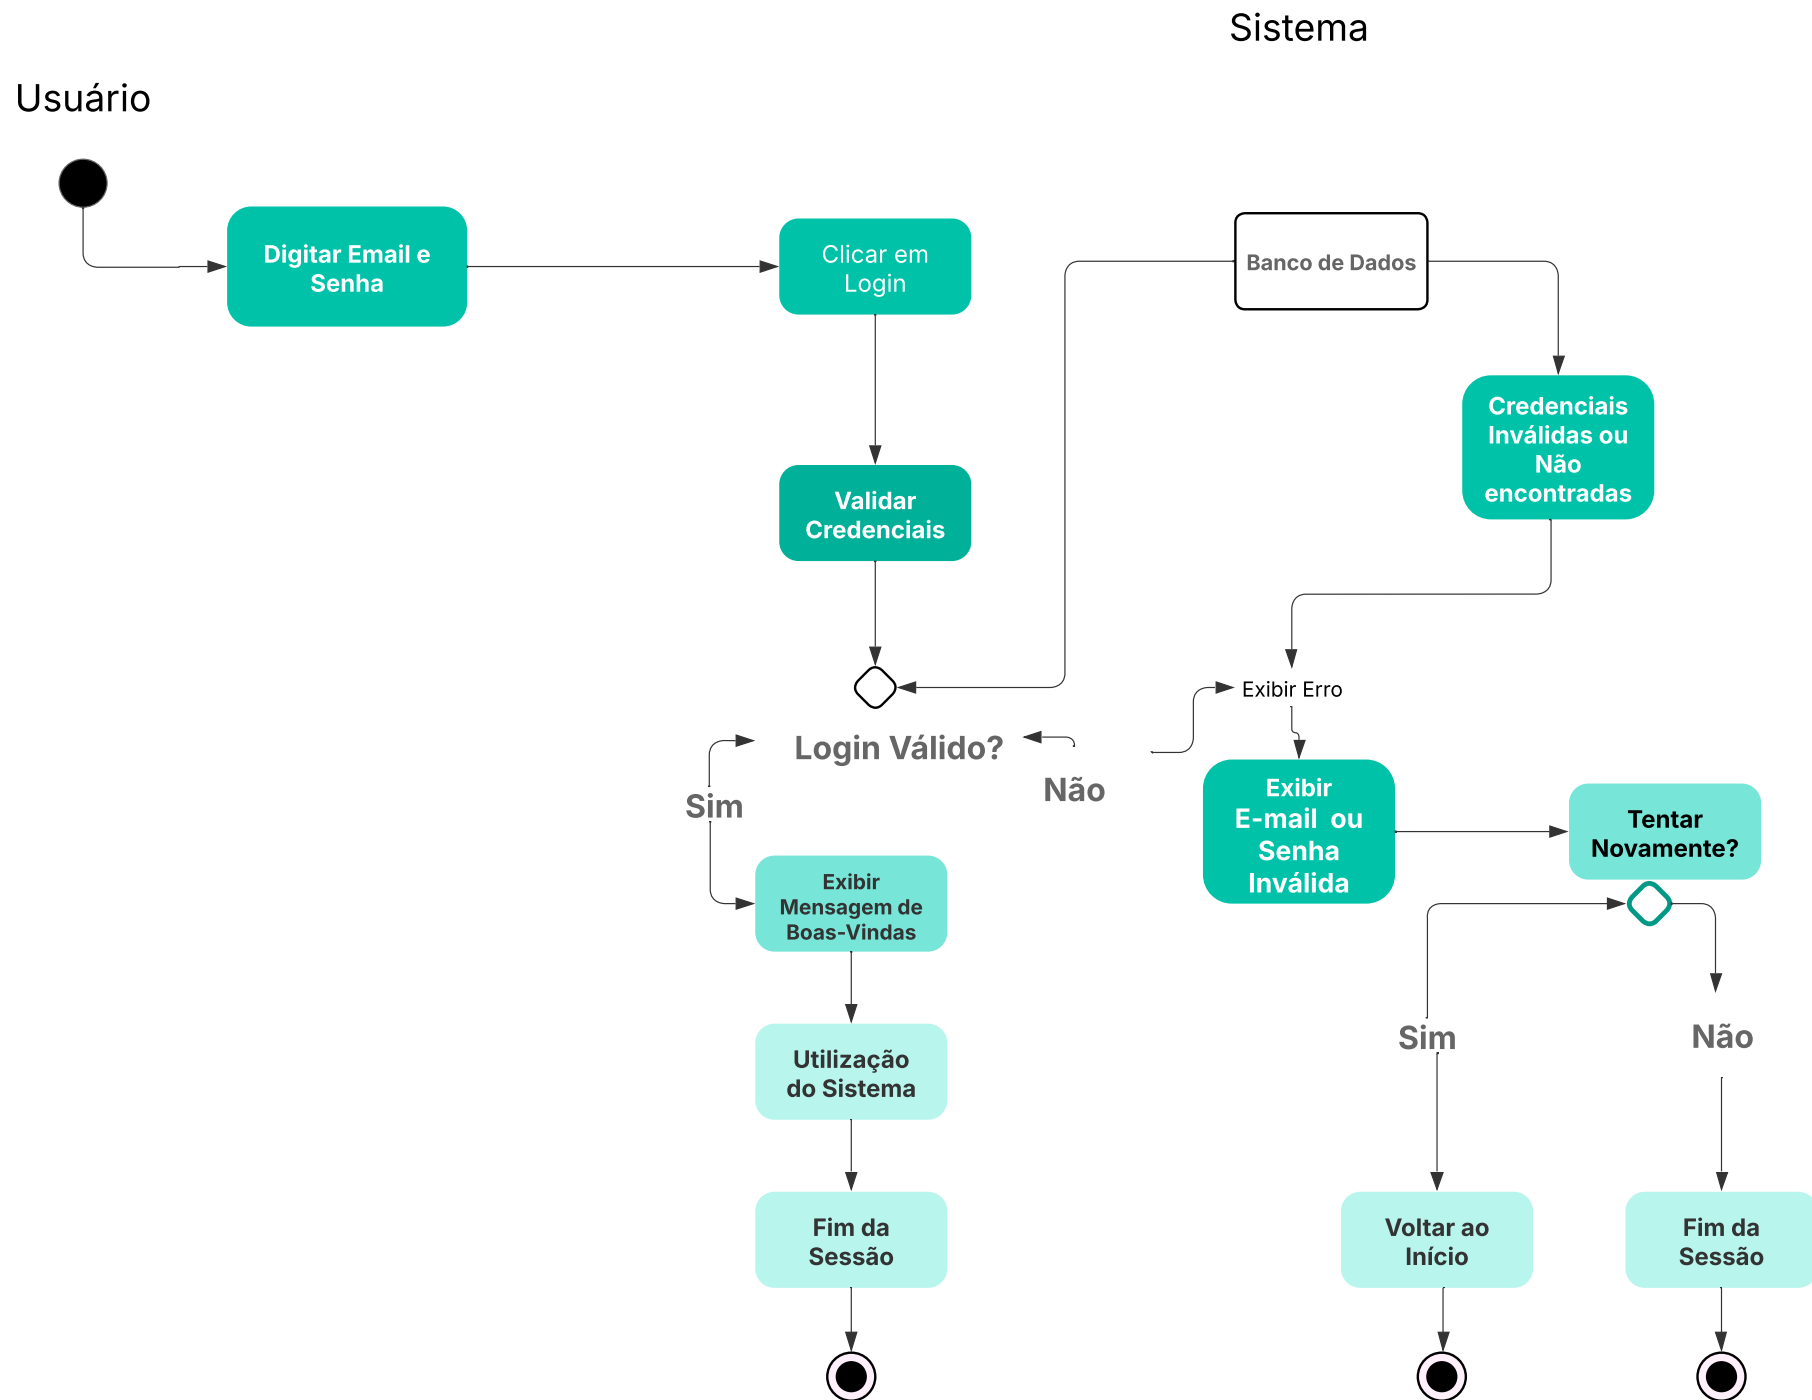 Sistema
Usuário
Digitar Email e
Senha
Clicar em
Login
Banco de Dados
Credenciais
Inválidas ou
Não
encontradas
Validar
Credenciais
Exibir Erro
Login Válido?
Não
Sim
Exibir
E-mail ou
Senha
Inválida
Tentar
Novamente?
Exibir
Mensagem de
Boas-Vindas
Sim
Não
Utilização
do Sistema
Fim da
Sessão
Voltar ao
Início
Fim da
Sessão